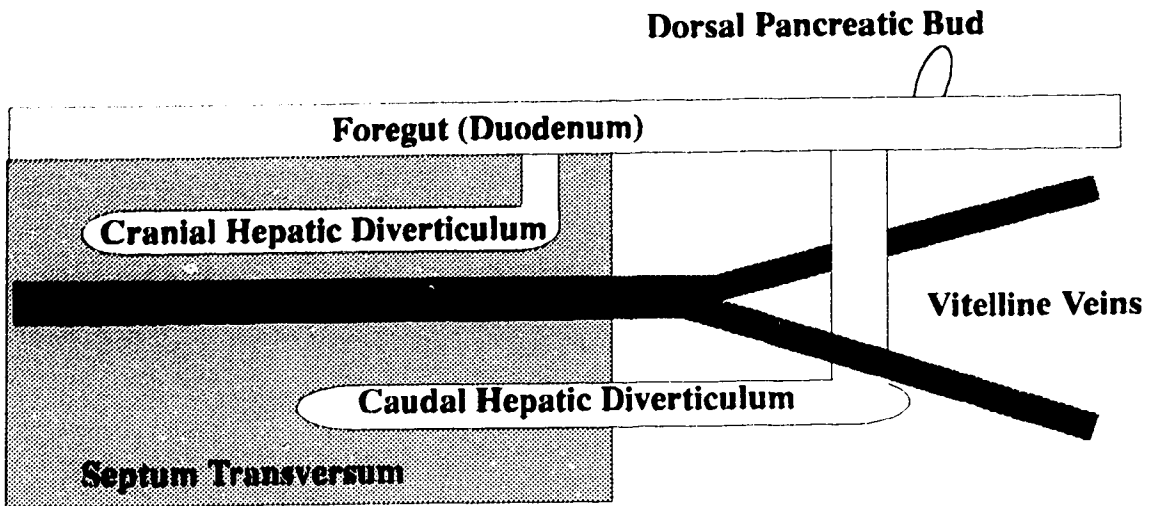 Dorsal Pancreatic Bud
Foregut (Duodenum)
Cranial Hepatic Diverticulum
Vitelline Veins
Caudal Hepatic Diverticulum
Septum Transversum